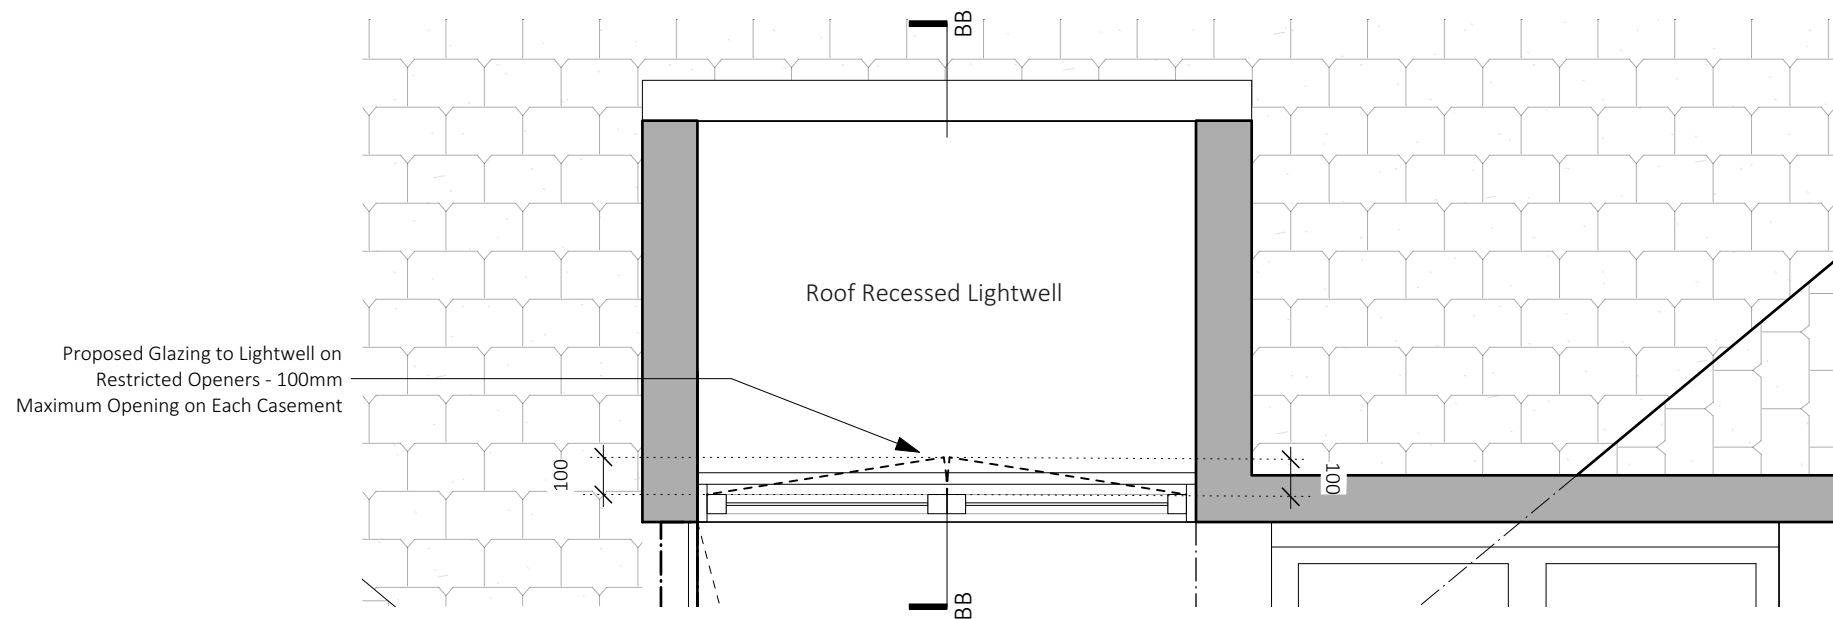 BB
Roof Recessed Lightwell
Proposed Glazing to Lightwell on
Restricted Openers - 100mm
Maximum Opening on Each Casement
100
100
BB